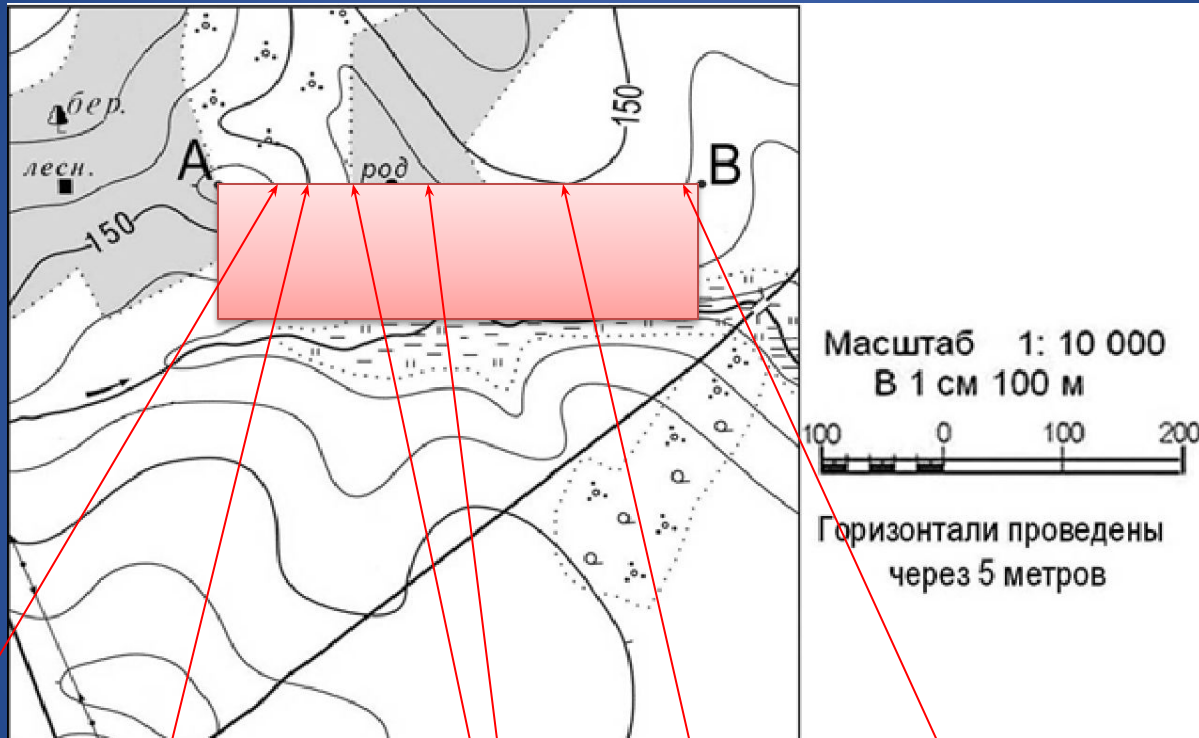 бер.
150
А
В
род
лесн.
150
Масштаб 1: 10 000
В 1 см 100 м
100 0 100 200
Горизонтали проведены
через 5 метров